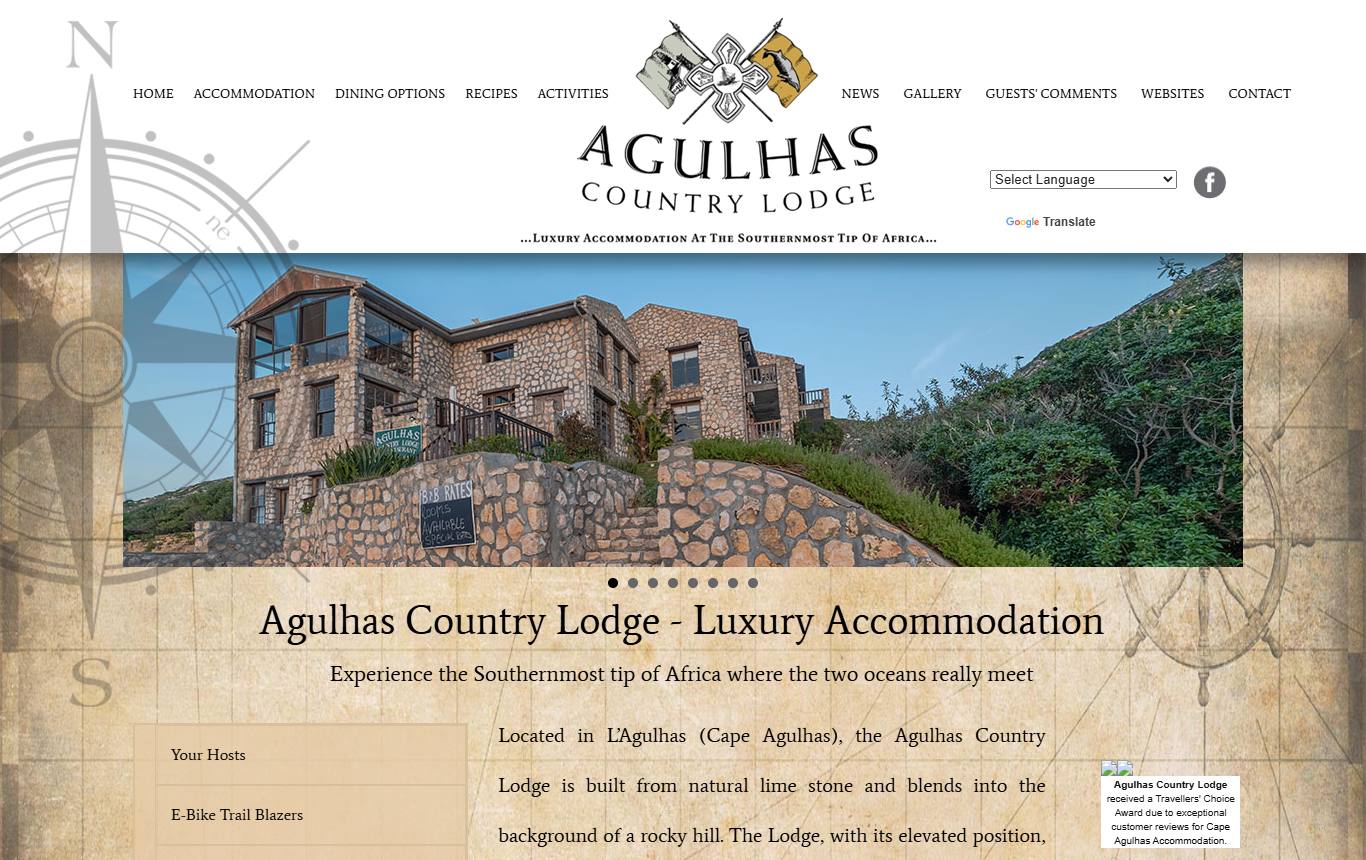 N
HOME ACCOMMODATION DINING OPTIONS RECIPES ACTIVITIES
NEWS GALLERY GUESTS' COMMENTS WEBSITES CONTACT
AGULHAS
COUNTRY LODGE
...LUXURY ACCOMMODATION AT THE SOUTHERNMOST TIP OF AFRICA...
Select Language
f
Google Translate
ne
AGULHAS
LODGE
B&B RATES
ROOMS
AVAILABLE
SPECIAL
Agulhas Country Lodge - Luxury Accommodation
Experience the Southernmost tip of Africa where the two oceans really meet
S
Your Hosts
E-Bike Trail Blazers
Located in L'Agulhas (Cape Agulhas), the Agulhas Country
Lodge is built from natural lime stone and blends into the
background of a rocky hill. The Lodge, with its elevated position,
Agulhas Country Lodge
received a Travellers' Choice
Award due to exceptional
customer reviews for Cape
Agulhas Accommodation.